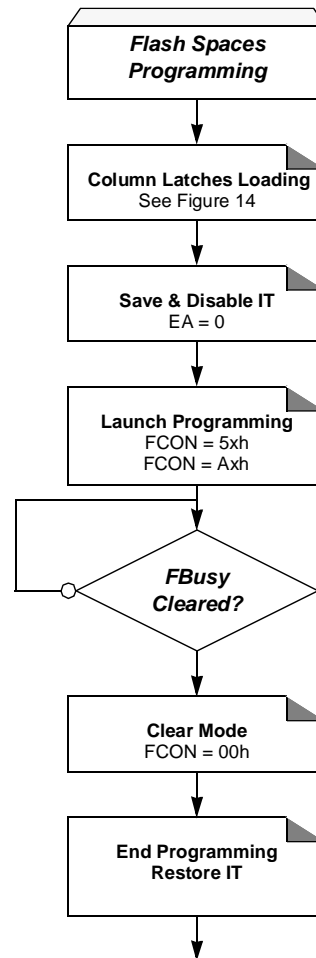 Flash Spaces
Programming
Column Latches Loading
See Figure 14
Save & Disable IT
EA = 0
Launch Programming
FCON = 5xh
FCON = Axh
FBusy
Cleared?
Clear Mode
FCON = 00h
End Programming
Restore IT